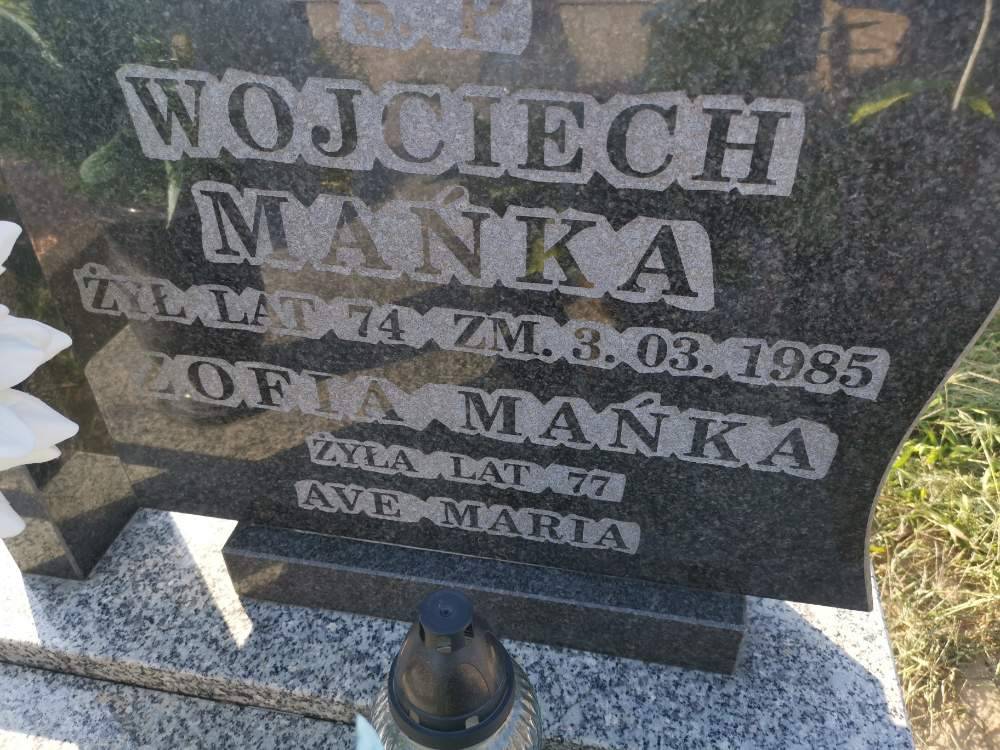 Ś. P.
WOJCIECH
MAŃKA
ŻYŁ LAT 74 ZM. 3. 03. 1985
ZOFIA MAŃKA
ŻYŁA LAT 77
AVE MARIA